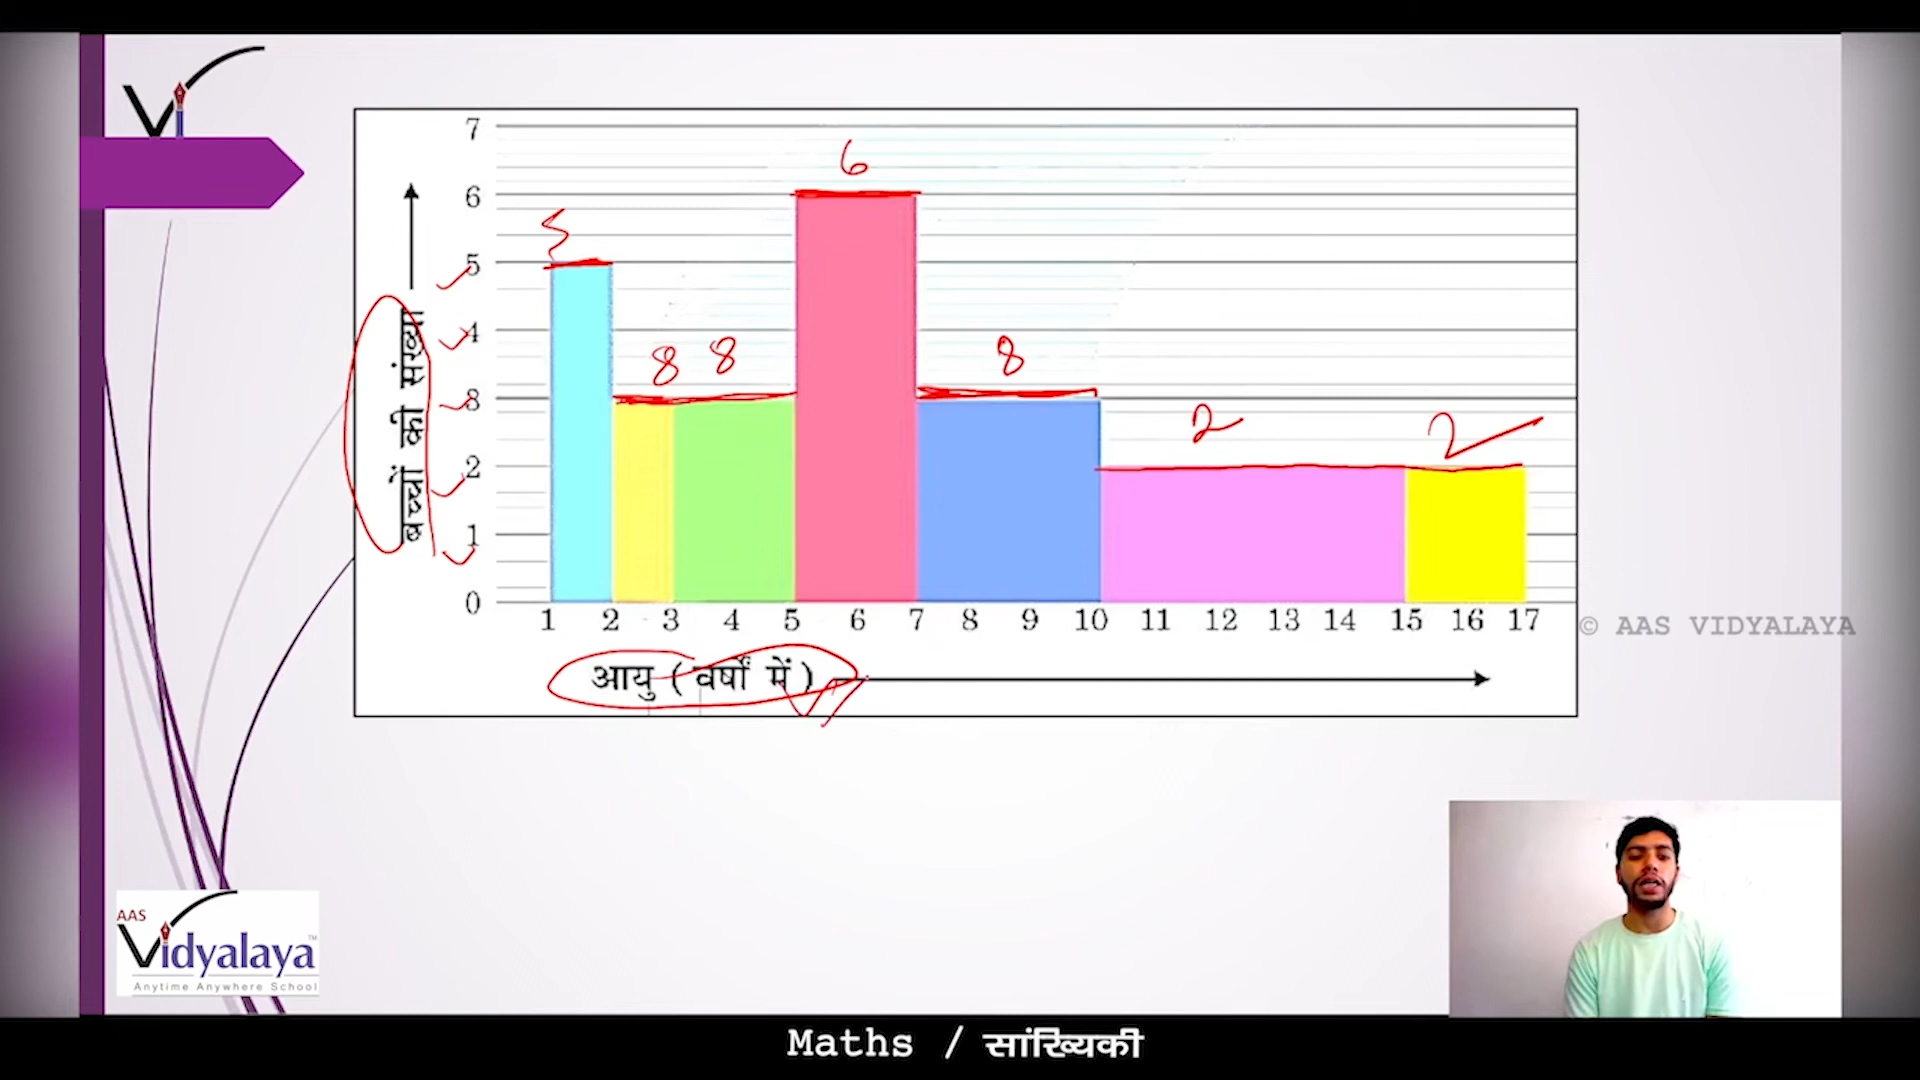 7
6
6
5
5
4
8 8
8
3
2 2
2
1
0
बच्चों की संख्या
1 2 3 4 5 6 7 8 9 10 11 12 13 14 15 16 17
आयु (वर्षों में)
© AAS VIDYALAYA
AAS
Vidyalaya™
Anytime Anywhere School
Maths / सांख्यिकी